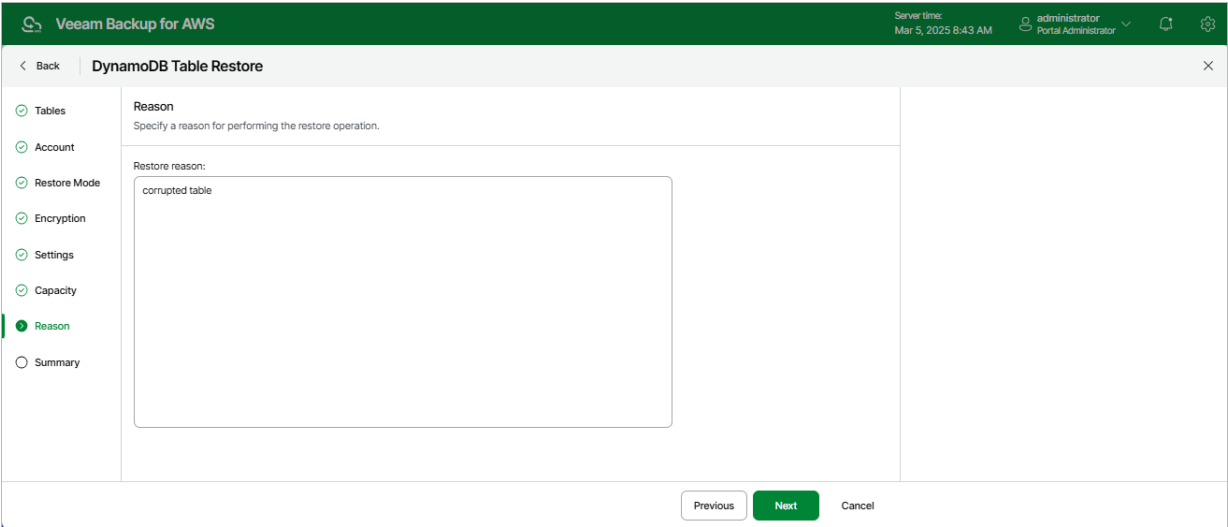 Veeam Backup for AWS
Server time:
Mar 5, 2025 8:43 AM
administrator
Portal Administrator
Back
DynamoDB Table Restore
Tables
Account
Restore Mode
Encryption
Settings
Capacity
Reason
Summary
Reason
Specify a reason for performing the restore operation.
Restore reason:
corrupted table
Previous
Next
Cancel